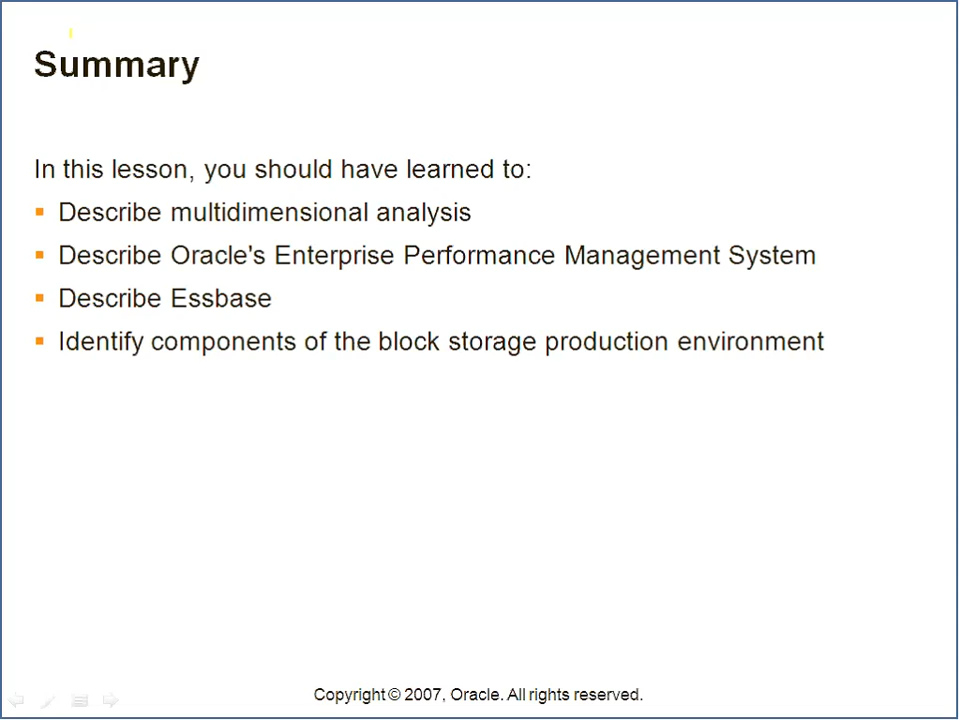 Summary
In this lesson, you should have learned to:
▪ Describe multidimensional analysis
▪ Describe Oracle's Enterprise Performance Management System
▪ Describe Essbase
▪ Identify components of the block storage production environment
Copyright © 2007, Oracle. All rights reserved.